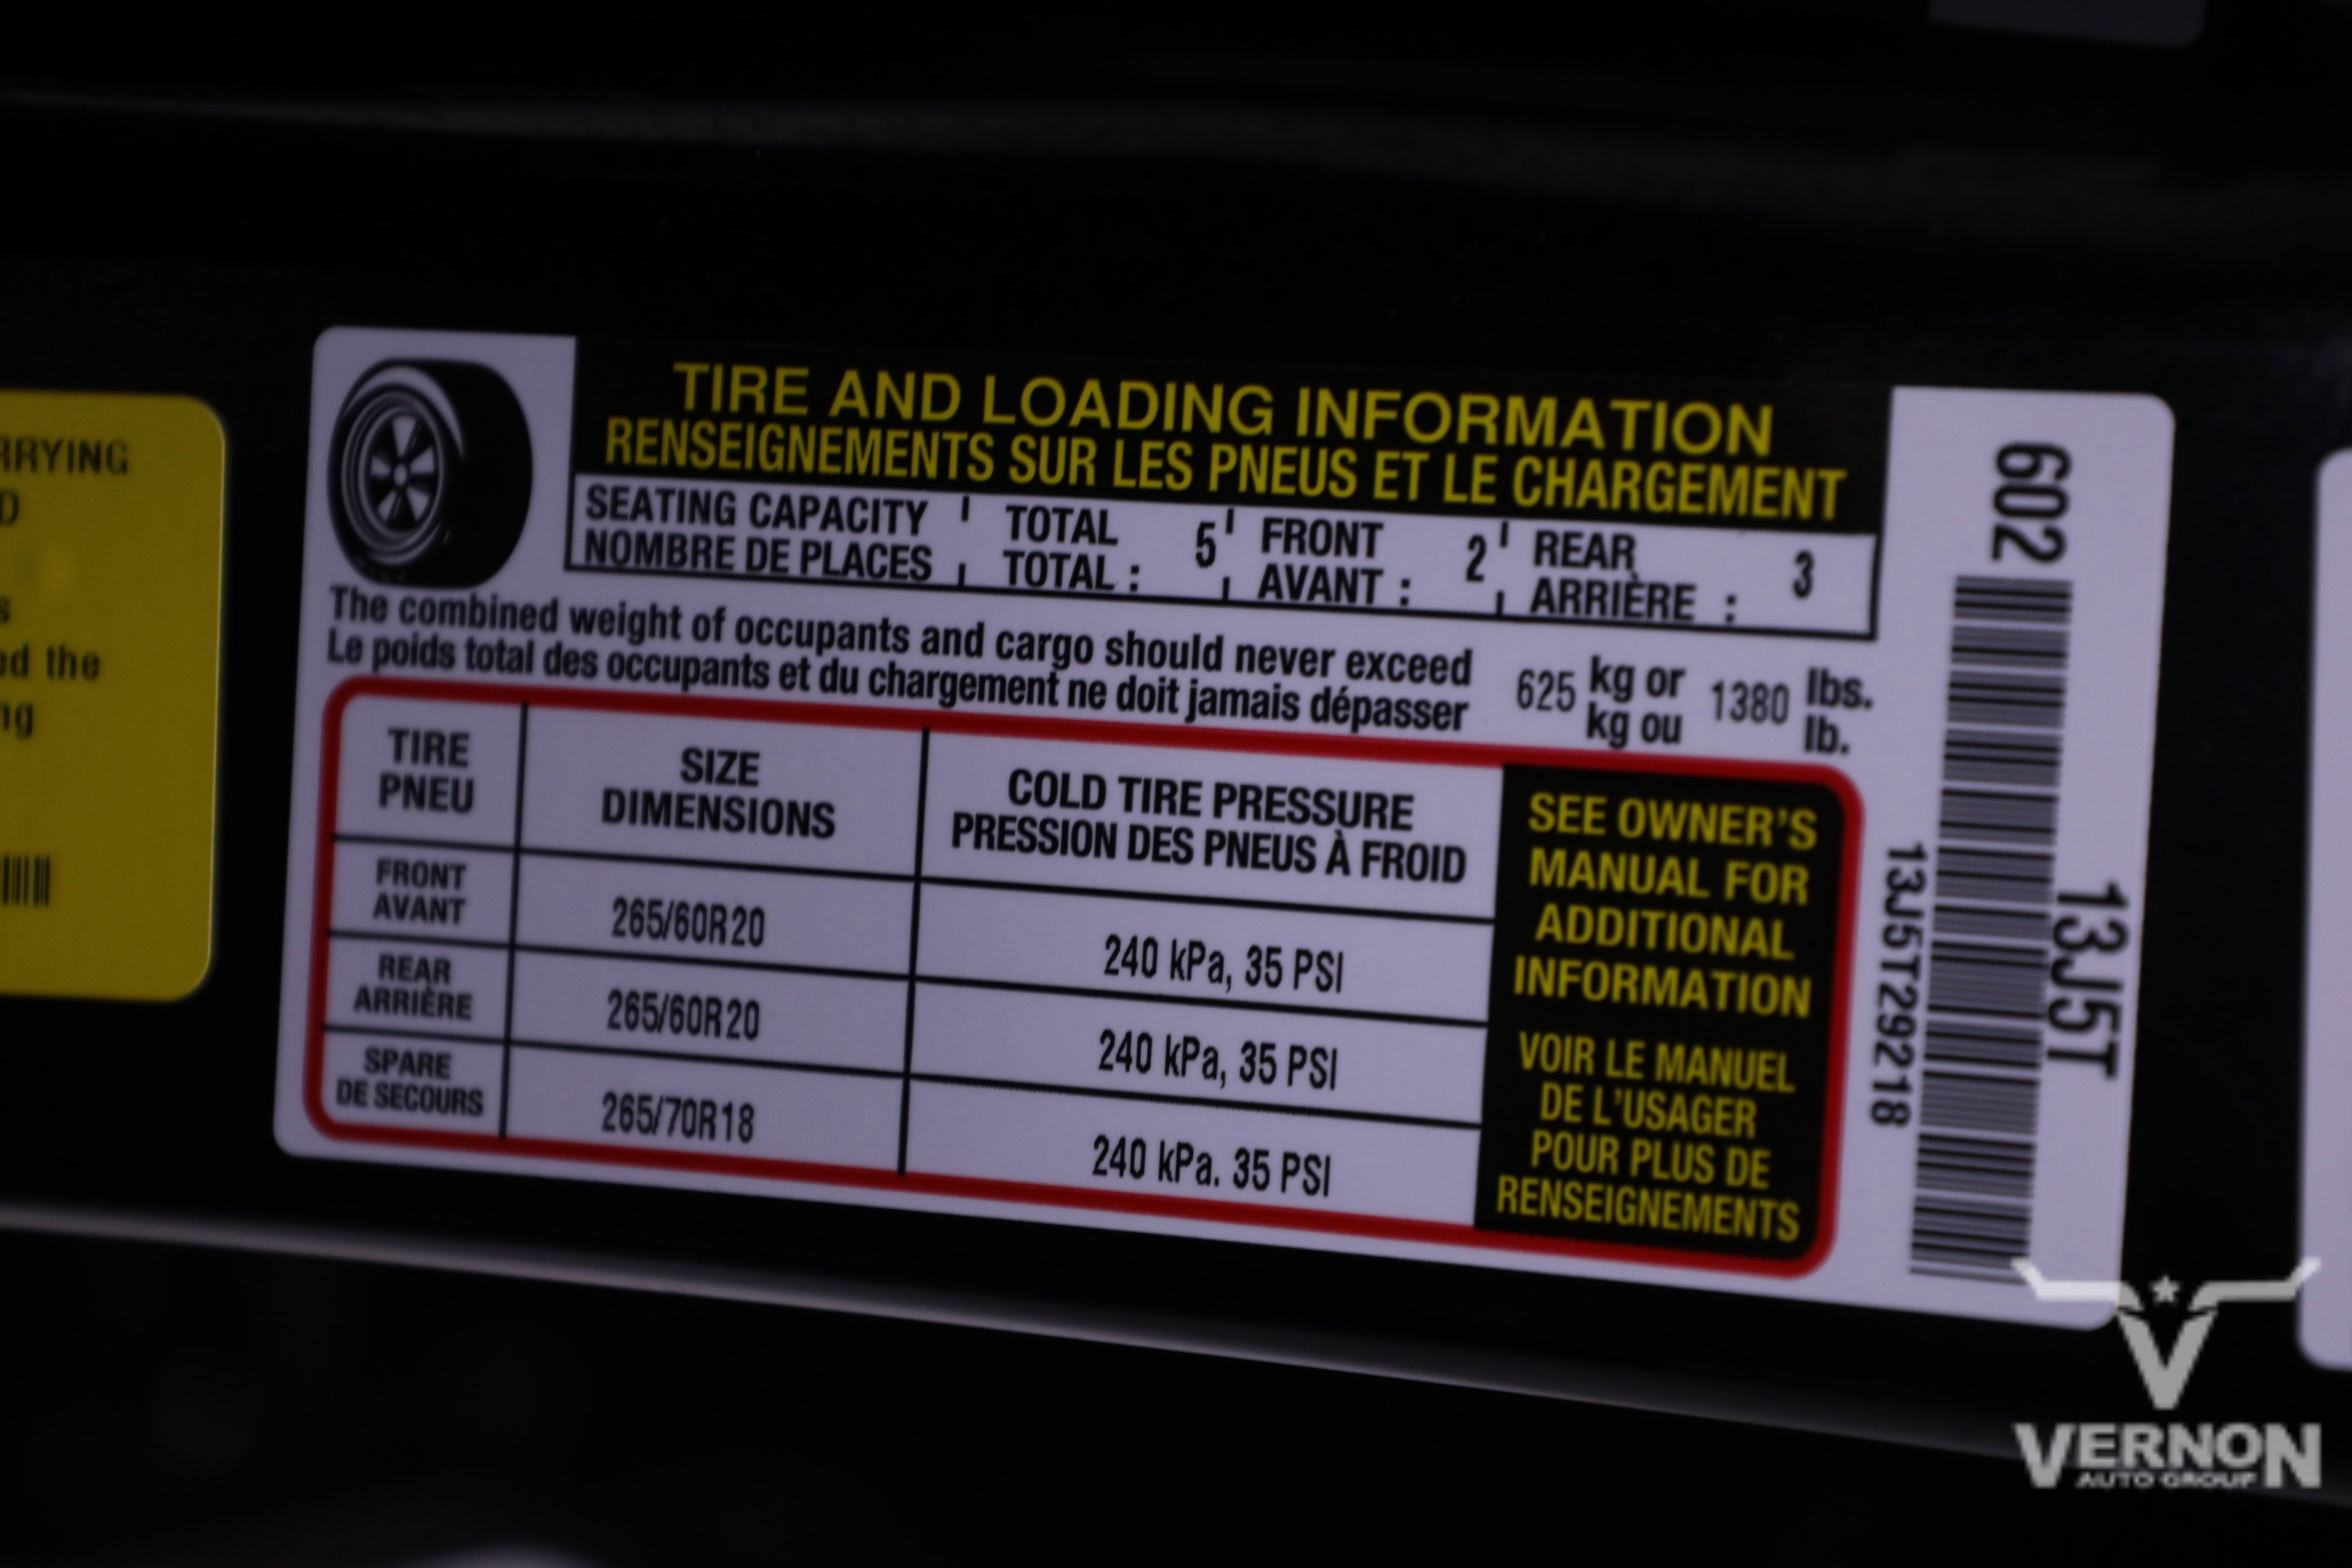 RRYING
D
s
ed the
ng
TIRE AND LOADING INFORMATION
RENSEIGNEMENTS SUR LES PNEUS ET LE CHARGEMENT
SEATING CAPACITY TOTAL 5 FRONT 2 REAR 3
NOMBRE DE PLACES TOTAL : AVANT : ARRIÈRE :
The combined weight of occupants and cargo should never exceed 625 kg or 1380 lbs.
Le poids total des occupants et du chargement ne doit jamais dépasser kg ou lb.
TIRE SIZE COLD TIRE PRESSURE
PNEU DIMENSIONS PRESSION DES PNEUS À FROID
FRONT
AVANT 265/60R20 240 kPa, 35 PSI
REAR
ARRIÈRE 265/60R20 240 kPa, 35 PSI
SPARE
DE SECOURS 265/70R18 240 kPa. 35 PSI
SEE OWNER'S
MANUAL FOR
ADDITIONAL
INFORMATION
VOIR LE MANUEL
DE L'USAGER
POUR PLUS DE
RENSEIGNEMENTS
602
13J5T29218
13J5T
VERNON
AUTO GROUP